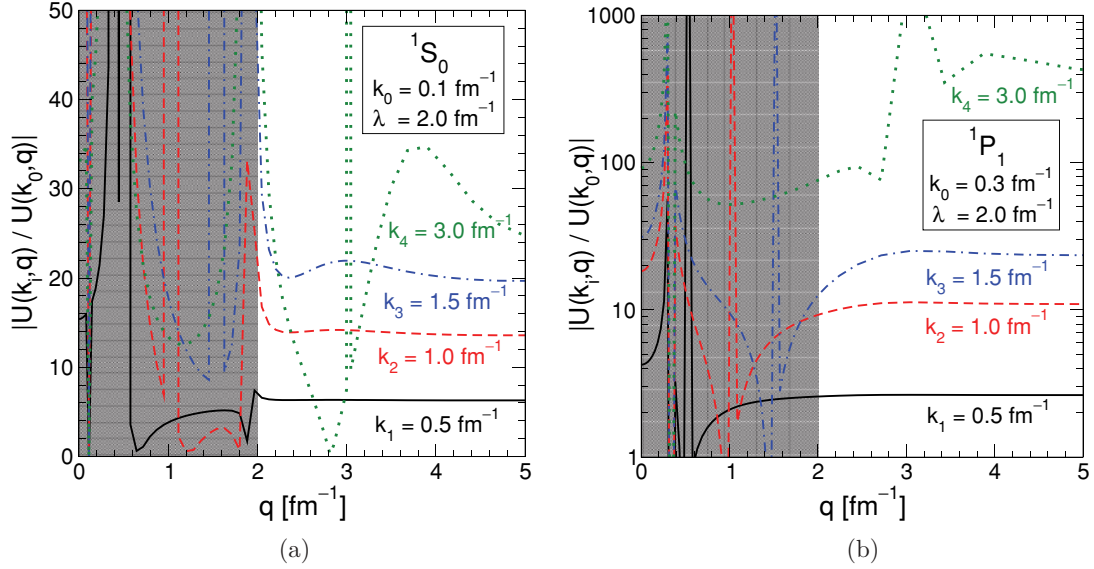 50
40
30
20
10
0
|U(kᵢ,q) / U(k₀,q)|
¹S₀
k₀ = 0.1 fm⁻¹
λ = 2.0 fm⁻¹
k₄ = 3.0 fm⁻¹
k₃ = 1.5 fm⁻¹
k₂ = 1.0 fm⁻¹
k₁ = 0.5 fm⁻¹
0 1 2 3 4 5
q [fm⁻¹]
(a)
1000
100
10
1
|U(kᵢ,q) / U(k₀,q)|
k₄ = 3.0 fm⁻¹
¹P₁
k₀ = 0.3 fm⁻¹
λ = 2.0 fm⁻¹
k₃ = 1.5 fm⁻¹
k₂ = 1.0 fm⁻¹
k₁ = 0.5 fm⁻¹
0 1 2 3 4 5
q [fm⁻¹]
(b)